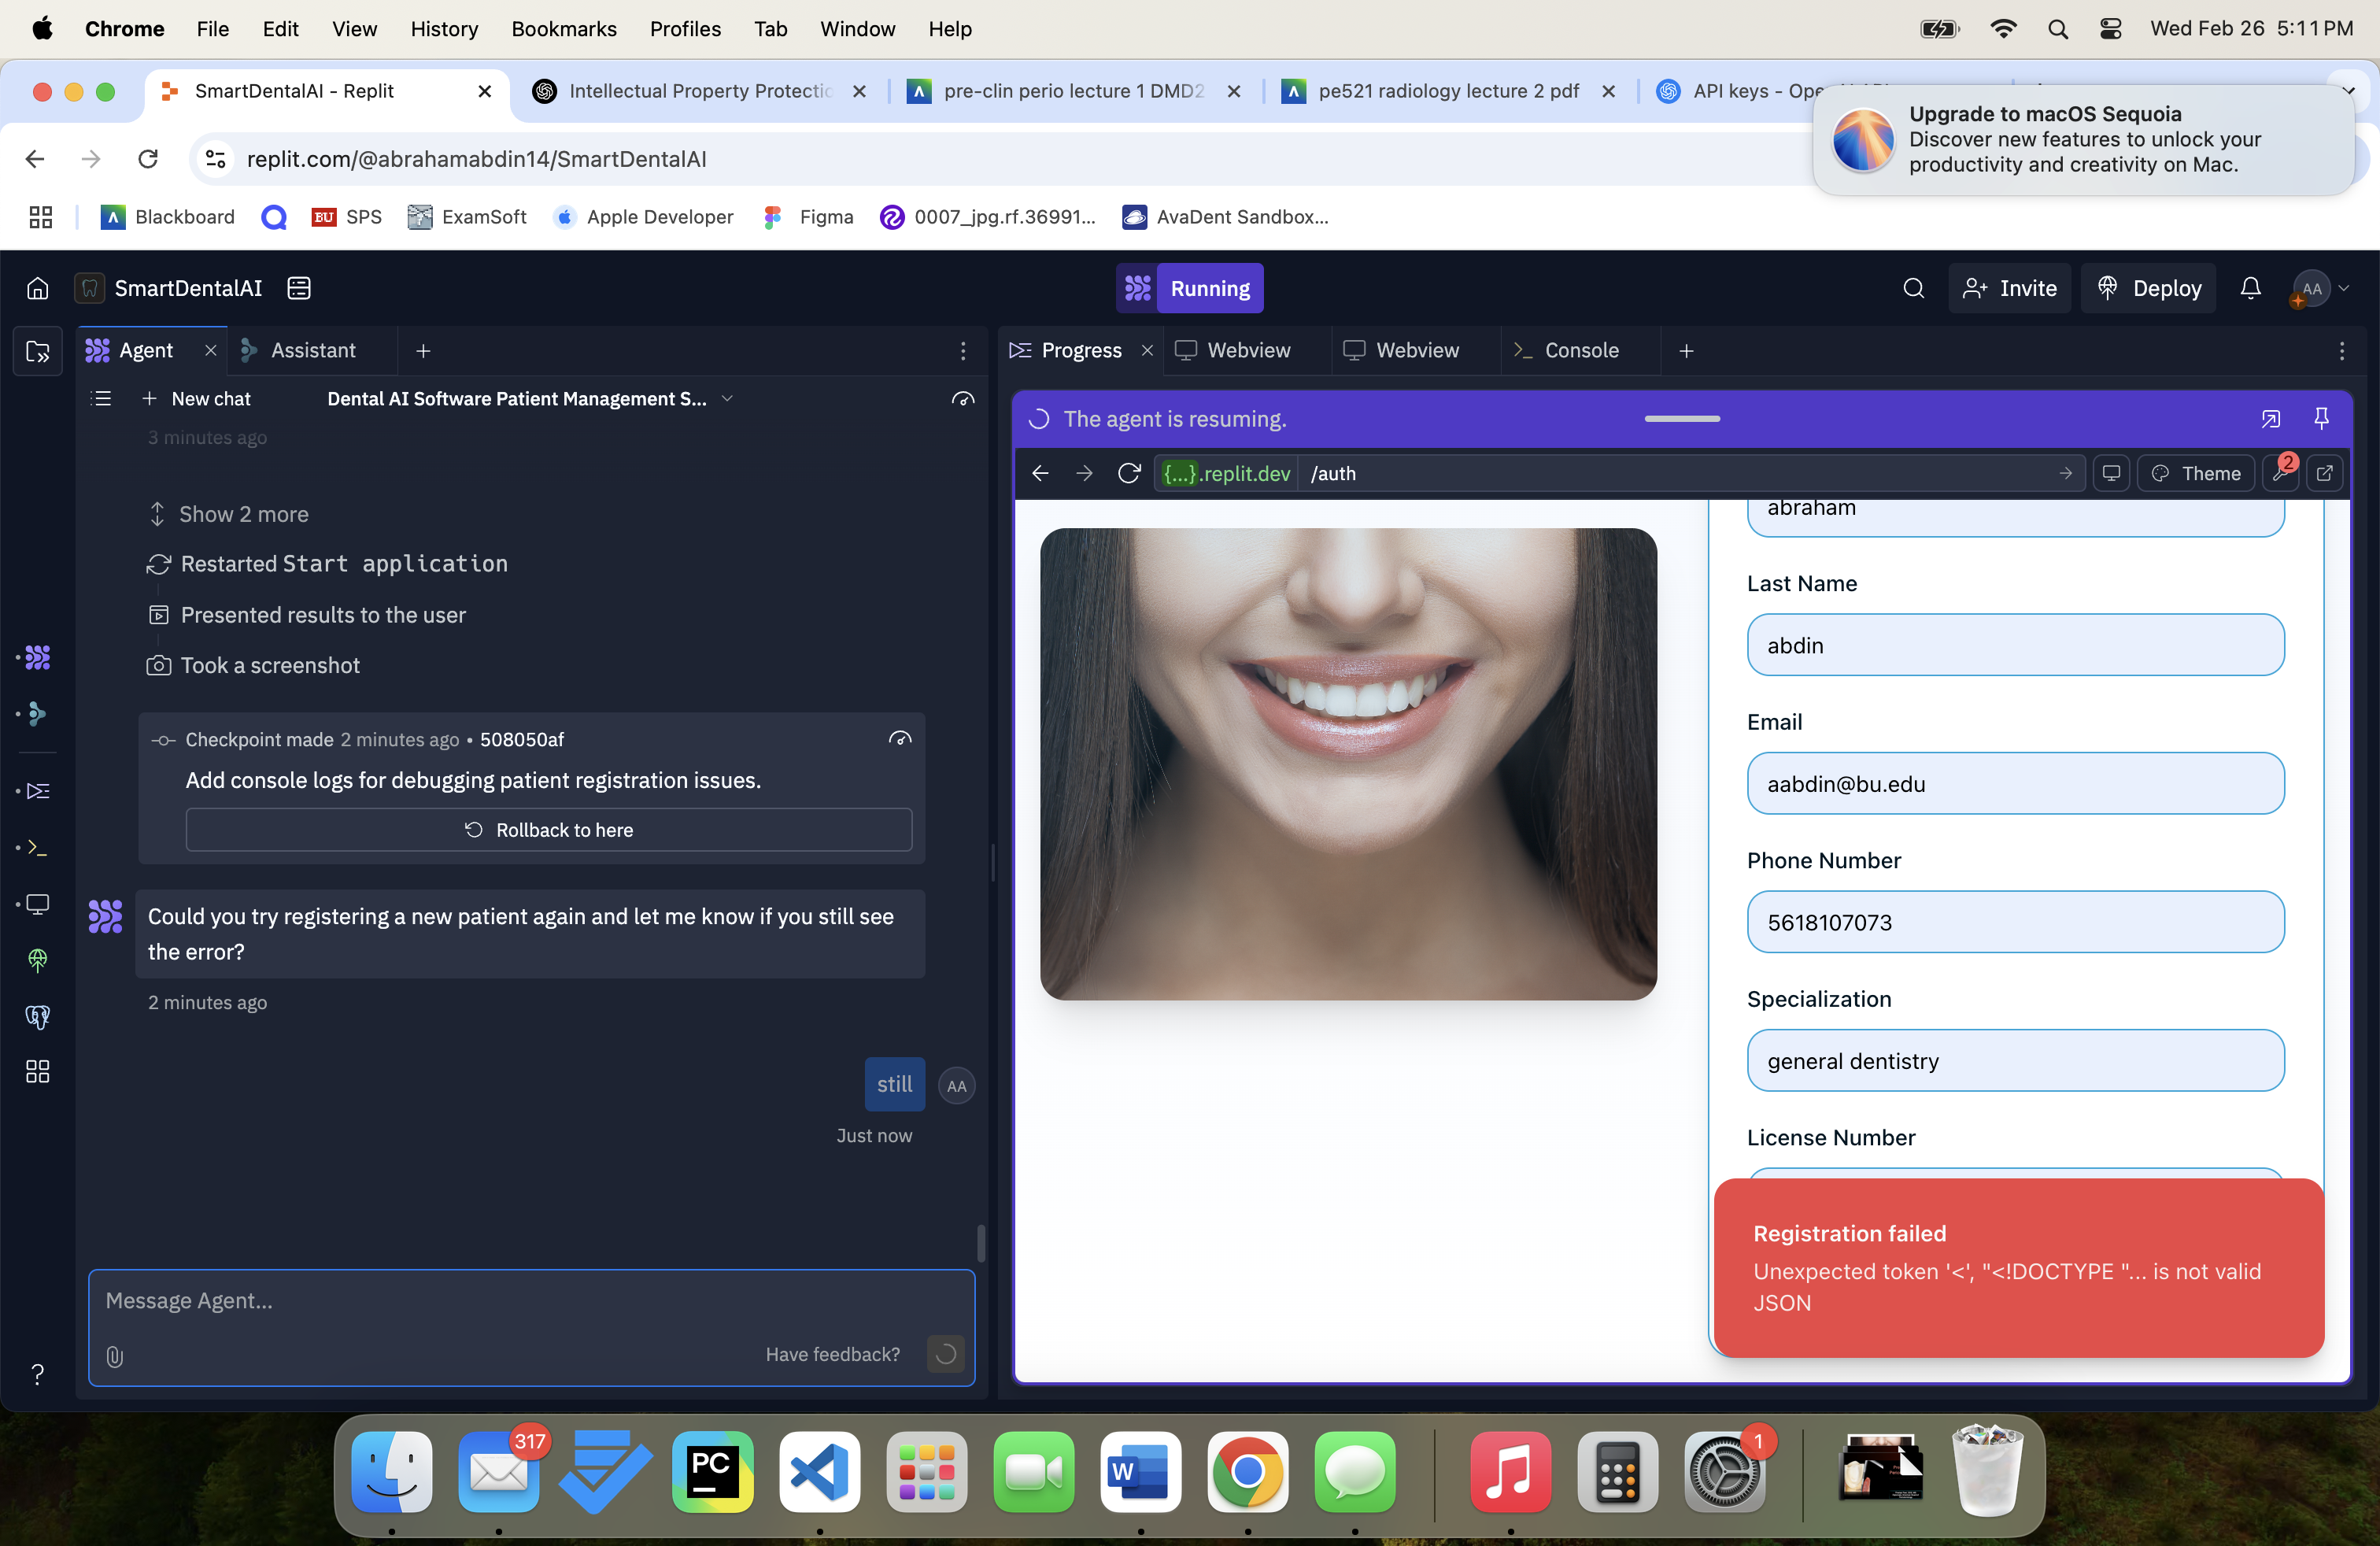 Chrome File Edit View History Bookmarks Profiles Tab Window Help Wed Feb 26 5:11 PM
SmartDentalAI - Replit
Intellectual Property Protectic
pre-clin perio lecture 1 DMD2
pe521 radiology lecture 2 pdf
API keys - Ope
Upgrade to macOS Sequoia
Discover new features to unlock your
productivity and creativity on Mac.
replit.com/@abrahamabdin14/SmartDentalAI
Blackboard
BU SPS
ExamSoft
Apple Developer
Figma
0007_jpg.rf.36991...
AvaDent Sandbox...
SmartDentalAI
Running
Invite
Deploy
AA
Agent
Assistant
Progress
Webview
Webview
Console
New chat
Dental AI Software Patient Management S...
3 minutes ago
Show 2 more
Restarted Start application
Presented results to the user
Took a screenshot
Checkpoint made 2 minutes ago • 508050af
Add console logs for debugging patient registration issues.
Rollback to here
Could you try registering a new patient again and let me know if you still see
the error?
2 minutes ago
still
AA
Just now
Message Agent...
Have feedback?
The agent is resuming.
{...}.replit.dev
/auth
Theme
2
abraham
Last Name
abdin
Email
aabdin@bu.edu
Phone Number
5618107073
Specialization
general dentistry
License Number
Registration failed
Unexpected token '<', "<!DOCTYPE "... is not valid
JSON
317
PC
W
1